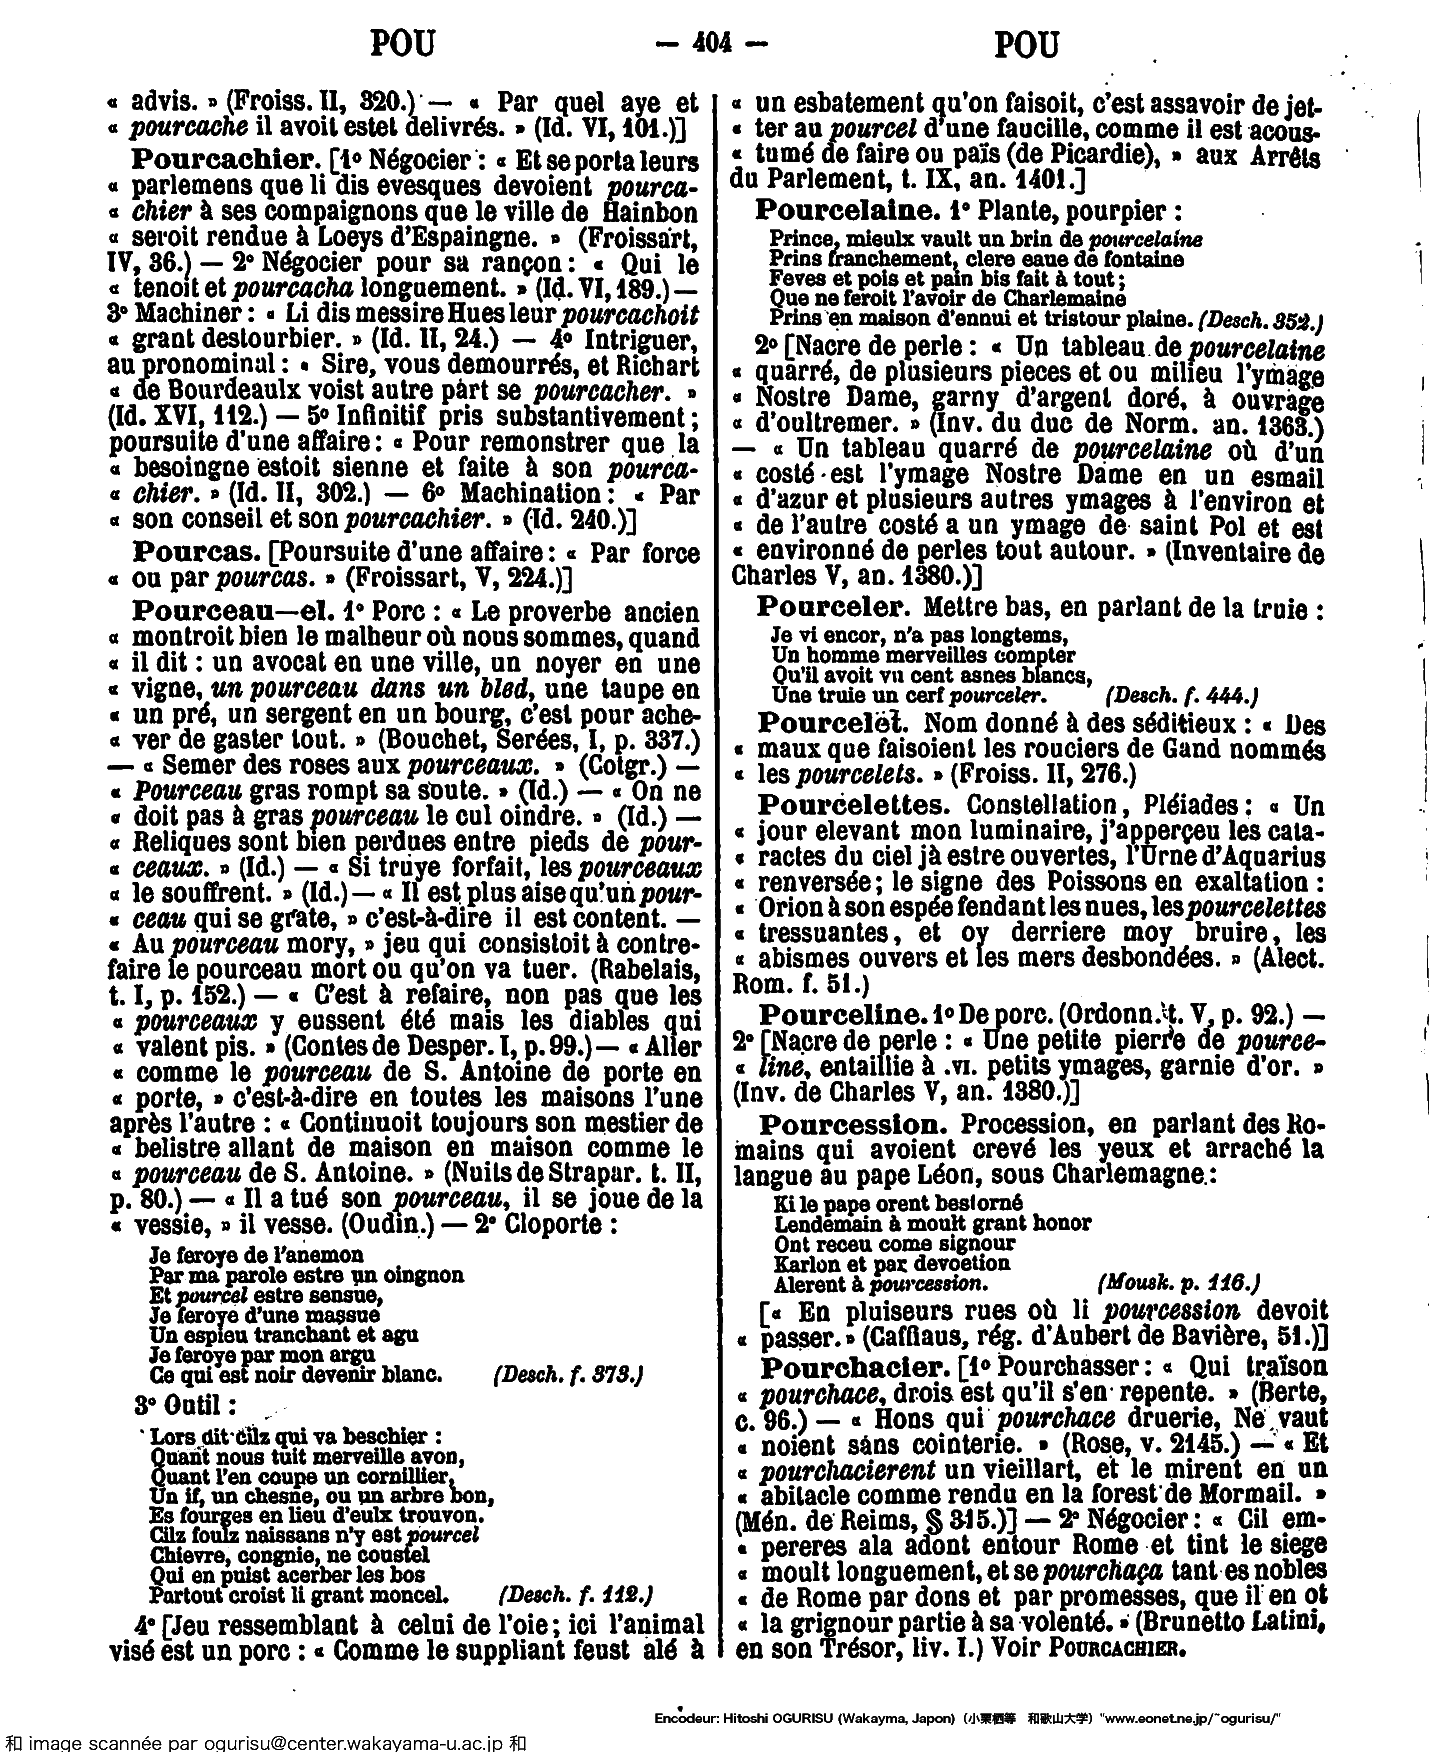 POU — 404 — POU
« advis. » (Froiss. II, 320.) — « Par quel aye et
« pourcache il avoit estet delivrés. » (Id. VI, 101.)]
Pourcachier. [1º Négocier : « Et se porta leurs
« parlemens que li dis evesques devoient pourca-
« chier à ses compaignons que le ville de Hainbon
« seroit rendue à Loeys d'Espaingne. » (Froissart,
IV, 36.) — 2º Négocier pour sa rançon : « Qui le
« tenoit et pourcacha longuement. » (Id. VI, 189.) —
3º Machiner : « Li dis messire Hues leur pourcachoit
« grant destourbier. » (Id. II, 24.) — 4º Intriguer,
au pronominal : « Sire, vous demourrés, et Richart
« de Bourdeaulx voist autre part se pourcacher. »
(Id. XVI, 112.) — 5º Infinitif pris substantivement ;
poursuite d'une affaire : « Pour remonstrer que la
« besoingne estoit sienne et faite à son pourca-
« chier. » (Id. II, 302.) — 6º Machination : « Par
« son conseil et son pourcachier. » (Id. 240.)]
Pourcas. [Poursuite d'une affaire : « Par force
« ou par pourcas. » (Froissart, V, 224.)]
Pourceau—el. 1º Porc : « Le proverbe ancien
« montroit bien le malheur où nous sommes, quand
« il dit : un avocat en une ville, un noyer en une
« vigne, un pourceau dans un bled, une taupe en
« un pré, un sergent en un bourg, c'est pour ache-
« ver de gaster tout. » (Bouchet, Serées, I, p. 337.)
— « Semer des roses aux pourceaux. » (Cotgr.) —
« Pourceau gras rompt sa soute. » (Id.) — « On ne
« doit pas à gras pourceau le cul oindre. » (Id.) —
« Reliques sont bien perdues entre pieds de pour-
« ceaux. » (Id.) — « Si truye forfait, les pourceaux
« le souffrent. » (Id.) — « Il est plus aise qu'un pour-
« ceau qui se grate, » c'est-à-dire il est content. —
« Au pourceau mory, » jeu qui consistoit à contre-
faire le pourceau mort ou qu'on va tuer. (Rabelais,
t. I, p. 152.) — « C'est à refaire, non pas que les
« pourceaux y eussent été mais les diables qui
« valent pis. » (Contes de Desper. I, p. 99.) — « Aller
« comme le pourceau de S. Antoine de porte en
« porte, » c'est-à-dire en toutes les maisons l'une
après l'autre : « Continuoit toujours son mestier de
« belistre allant de maison en maison comme le
« pourceau de S. Antoine. » (Nuits de Strapar. t. II,
p. 80.) — « Il a tué son pourceau, il se joue de la
« vessie, » il vesse. (Oudin.) — 2º Cloporte :
Je feroye de l'anemon
Par ma parole estre un oingnon
Et pourcel estre sensue,
Je feroye d'une massue
Un espieu tranchant et agu
Je feroye par mon argu
Ce qui est noir devenir blanc. (Desch. f. 373.)
3º Outil :
Lors dit cilz qui va beschier :
Quant nous tuit merveille avon,
Quant l'en coupe un cornillier,
Un if, un chesne, ou un arbre bon,
Es fourges en lieu d'eulx trouvon.
Cilz foulz naissans n'y est pourcel
Chievre, congnie, ne coustel
Qui en puist acerber les bos
Partout croist li grant moncel. (Desch. f. 112.)
4º [Jeu ressemblant à celui de l'oie ; ici l'animal
visé est un porc : « Comme le suppliant feust alé à
« un esbatement qu'on faisoit, c'est assavoir de jet-
« ter au pourcel d'une faucille, comme il est acous-
« tumé de faire ou païs (de Picardie), » aux Arrêts
du Parlement, t. IX, an. 1401.]
Pourcelaine. 1º Plante, pourpier :
Prince, mieulx vault un brin de pourcelaine
Prins franchement, clere eaue de fontaine
Feves et pois et pain bis fait à tout ;
Que ne feroit l'avoir de Charlemaine
Prins en maison d'ennui et tristour plaine. (Desch. 352.)
2º [Nacre de perle : « Un tableau de pourcelaine
« quarré, de plusieurs pieces et ou milieu l'ymage
« Nostre Dame, garny d'argent doré, à ouvrage
« d'oultremer. » (Inv. du duc de Norm. an. 1363.)
— « Un tableau quarré de pourcelaine où d'un
« costé est l'ymage Nostre Dame en un esmail
« d'azur et plusieurs autres ymages à l'environ et
« de l'autre costé a un ymage de saint Pol et est
« environné de perles tout autour. » (Inventaire de
Charles V, an. 1380.)]
Pourceler. Mettre bas, en parlant de la truie :
Je vi encor, n'a pas longtems,
Un homme merveilles compter
Qu'il avoit vii cent asnes blancs,
Une truie un cerf pourceler. (Desch. f. 444.)
Pourcelet. Nom donné à des séditieux : « Des
« maux que faisoient les rouciers de Gand nommés
« les pourcelets. » (Froiss. II, 276.)
Pourcelettes. Constellation, Pléiades : « Un
« jour elevant mon luminaire, j'apperçeu les cata-
« ractes du ciel jà estre ouvertes, l'Urne d'Aquarius
« renversée ; le signe des Poissons en exaltation :
« Orion à son espée fendant les nues, les pourcelettes
« tressuantes, et oy derriere moy bruire, les
« abismes ouvers et les mers desbondées. » (Alect.
Rom. f. 51.)
Pourceline. 1º De porc. (Ordonn. t. V, p. 92.) —
2º [Nacre de perle : « Une petite pierre de pource-
« line, entaillie à .vi. petits ymages, garnie d'or. »
(Inv. de Charles V, an. 1380.)]
Pourcession. Procession, en parlant des Ro-
mains qui avoient crevé les yeux et arraché la
langue au pape Léon, sous Charlemagne :
Ki le pape orent bestorné
Lendemain à moult grant honor
Ont receu come signour
Karlon et par devoetion
Alerent à pourcession. (Mousk. p. 116.)
[« En pluiseurs rues où li pourcession devoit
« passer. » (Caffiaus, rég. d'Aubert de Bavière, 51.)]
Pourchacier. [1º Pourchasser : « Qui traïson
« pourchace, drois est qu'il s'en repente. » (Berte,
c. 96.) — « Hons qui pourchace druerie, Ne vaut
« noient sans cointerie. » (Rose, v. 2145.) — « Et
« pourchacierent un vieillart, et le mirent en un
« abitacle comme rendu en la forest de Mormail. »
(Mén. de Reims, § 315.)] — 2º Négocier : « Cil em-
« pereres ala adont entour Rome et tint le siege
« moult longuement, et se pourchaça tant es nobles
« de Rome par dons et par promesses, que il en ot
« la grignour partie à sa volenté. » (Brunetto Latini,
en son Trésor, liv. I.) Voir POURCACHIER.
Encodeur: Hitoshi OGURISU (Wakayma, Japon) (小栗栖等 和歌山大学) "www.eonet.ne.jp/~ogurisu/"
和 image scannée par ogurisu@center.wakayama-u.ac.jp 和